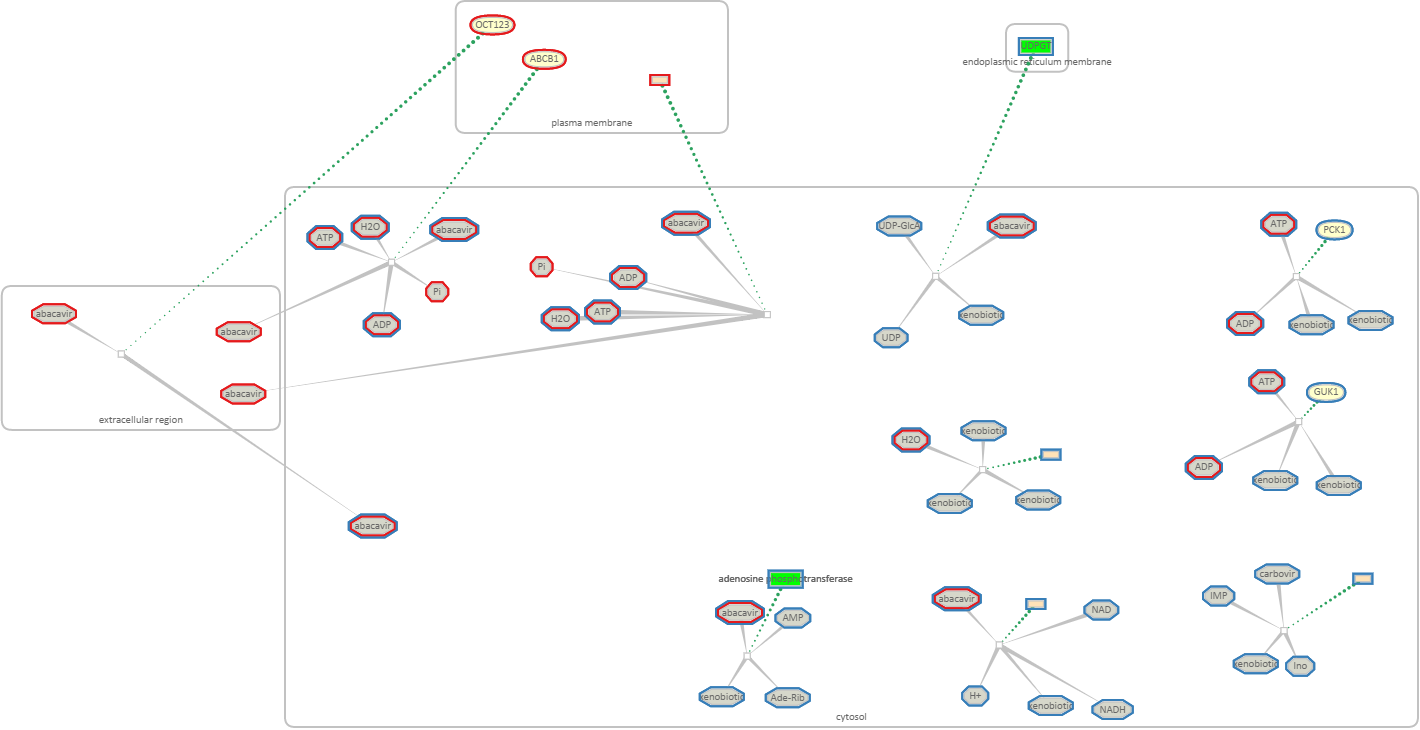 OCT123
ABCB1
plasma membrane
UDPGT
endoplasmic reticulum membrane
ATP
H2O
abacavir
Pi
ADP
abacavir
Pi
ADP
H2O
ATP
UDP-GlcA
abacavir
UDP
xenobiotic
ATP
PCK1
ADP
xenobiotic
xenobiotic
abacavir
abacavir
abacavir
extracellular region
ATP
GUK1
ADP
xenobiotic
xenobiotic
H2O
xenobiotic
xenobiotic
xenobiotic
abacavir
adenosine phosphotransferase
abacavir
AMP
xenobiotic
Ade-Rib
abacavir
NAD
H+
xenobiotic
NADH
carbovir
IMP
xenobiotic
Ino
cytosol